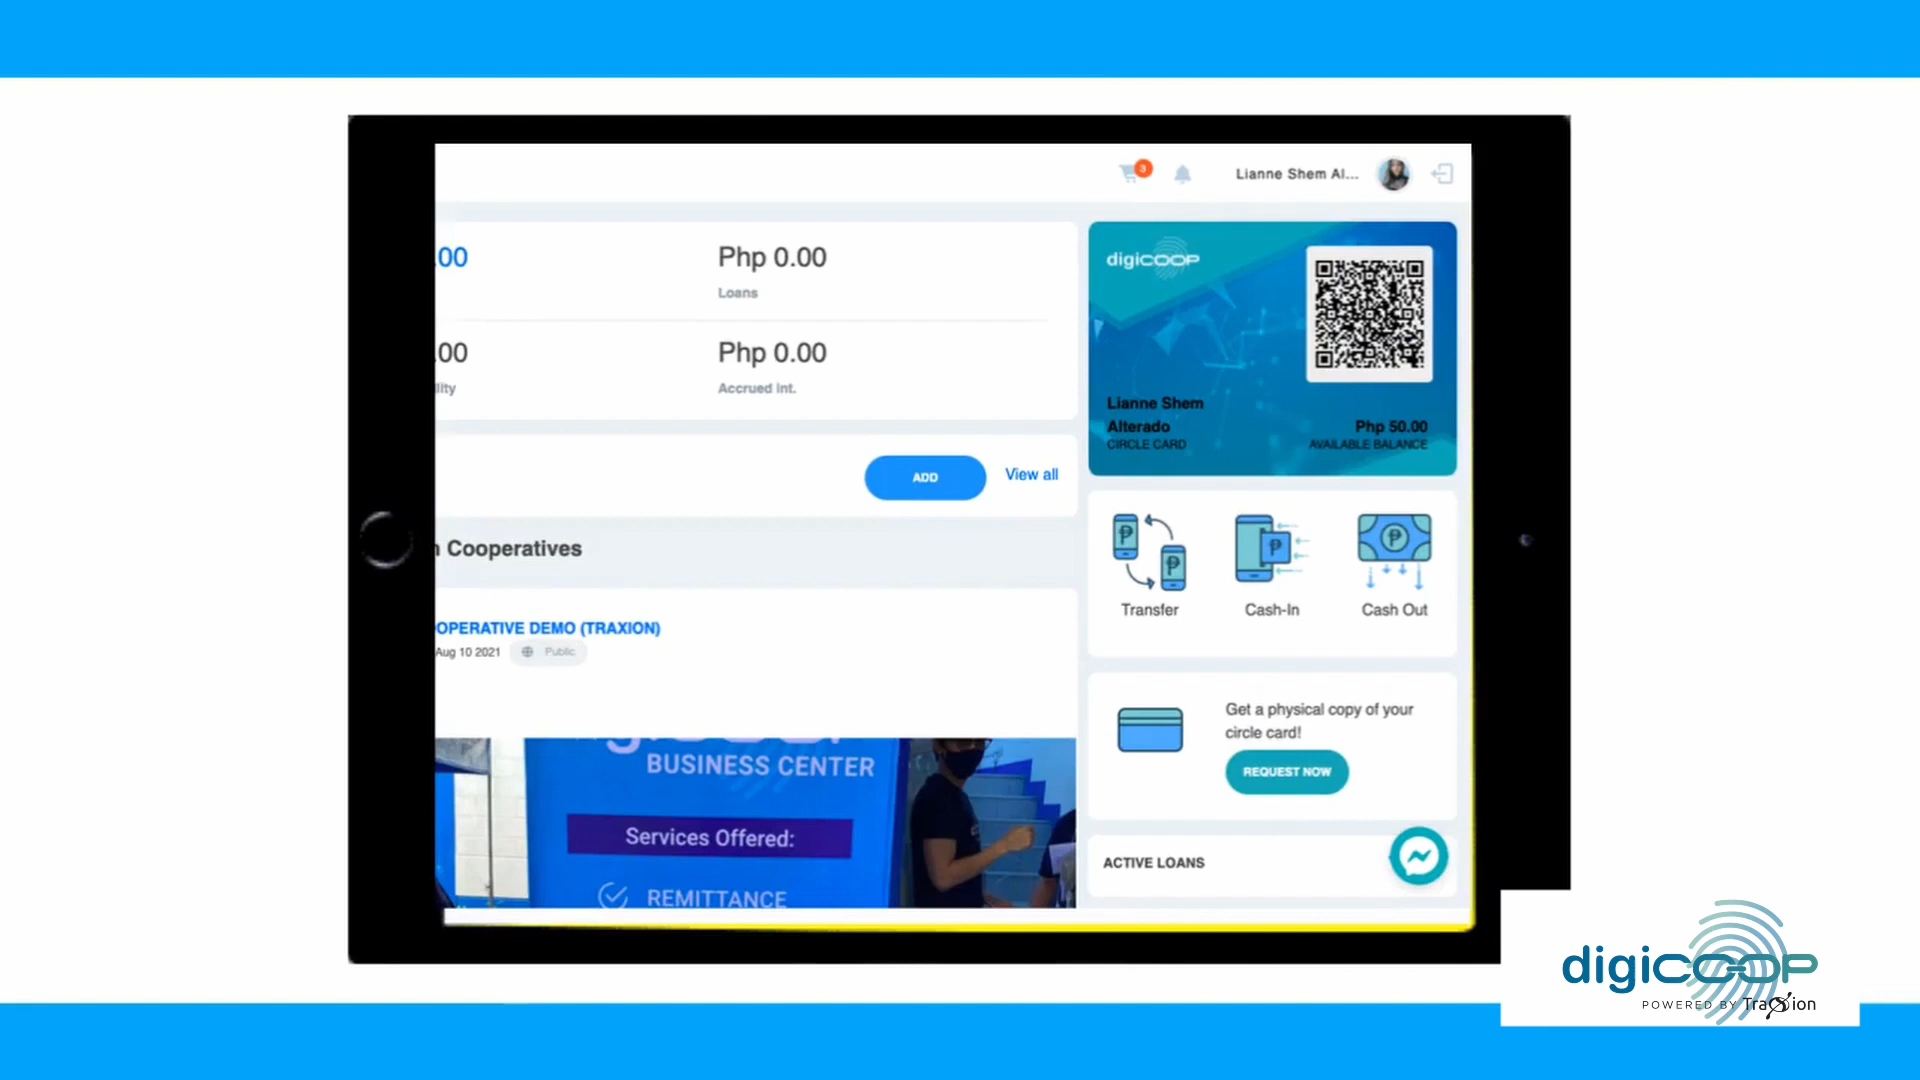 3
Lianne Shem Al...
.00
Php 0.00
Loans
.00
Php 0.00
lity
Accrued Int.
digiCOOP
Lianne Shem
Alterado
CIRCLE CARD
Php 50.00
AVAILABLE BALANCE
ADD
View all
Transfer
Cash-In
Cash Out
n Cooperatives
OPERATIVE DEMO (TRAXION)
Aug 10 2021
Public
Get a physical copy of your
circle card!
REQUEST NOW
BUSINESS CENTER
Services Offered:
REMITTANCE
ACTIVE LOANS
digiCOOP
POWERED BY Traxion